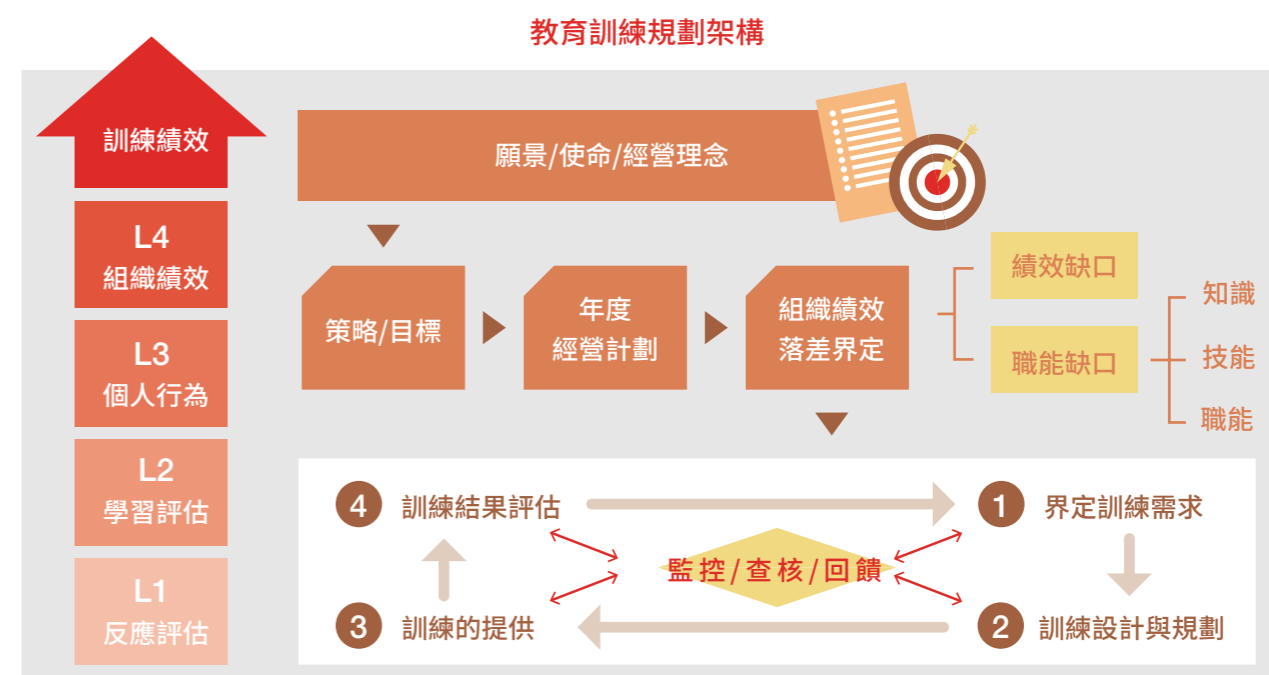 教育訓練規劃架構
訓練績效
L4
組織績效
L3
個人行為
L2
學習評估
L1
反應評估
願景/使命/經營理念
策略/目標
年度
經營計劃
組織績效
落差界定
績效缺口
職能缺口
知識
技能
職能
4 訓練結果評估
1 界定訓練需求
監控/查核/回饋
3 訓練的提供
2 訓練設計與規劃